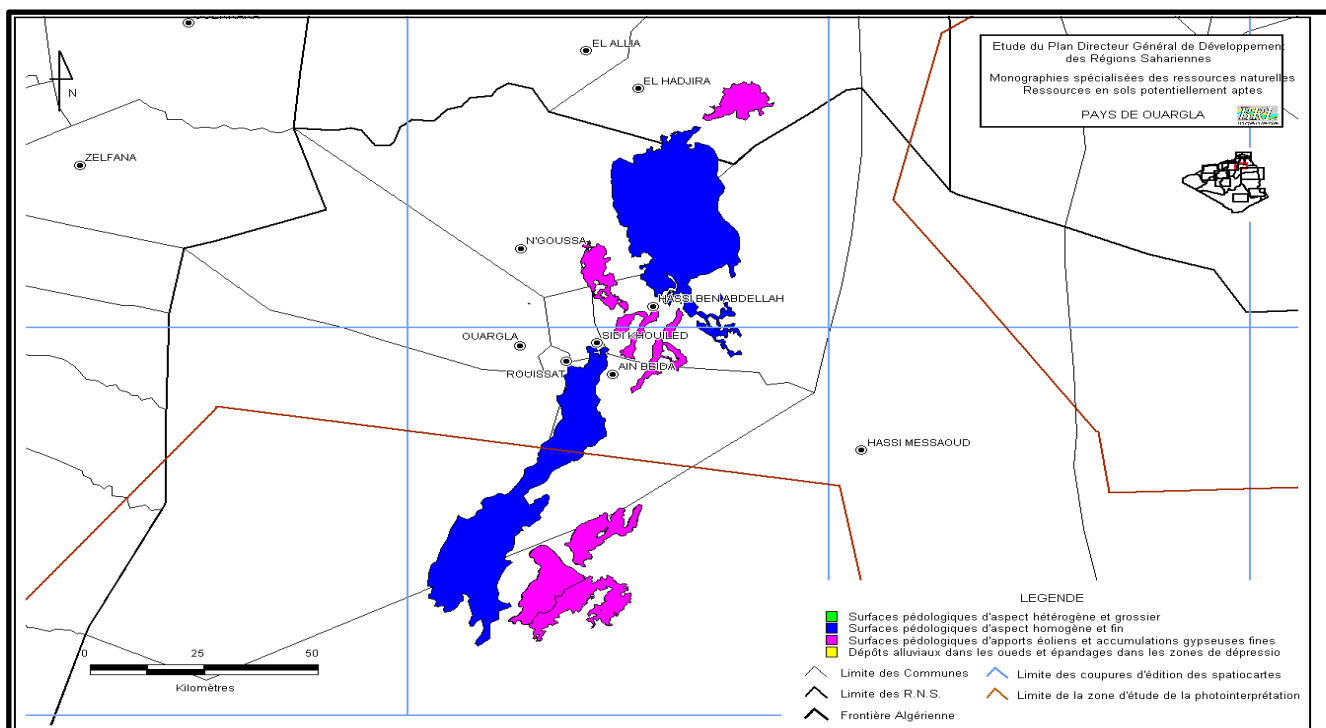 EL ALLIA
EL HADJIRA
N
ZELFANA
N'GOUSSA
HASSI BEN ABDELLAH
OUARGLA
SIDI KHOUILED
ROUISSAT
AIN BEIDA
HASSI MESSAOUD
Etude du Plan Directeur Général de Développement
des Régions Sahariennes
Monographies spécialisées des ressources naturelles
Ressources en sols potentiellement aptes
PAYS DE OUARGLA
LEGENDE
Surfaces pédologiques d'aspect hétérogène et grossier
Surfaces pédologiques d'aspect homogène et fin
Surfaces pédologiques d'apports éoliens et accumulations gypseuses fines
Dépôts alluviaux dans les oueds et épandages dans les zones de dépressio
Limite des Communes
Limite des coupures d'édition des spatiocartes
Limite des R.N.S.
Limite de la zone d'étude de la photointerprétation
Frontière Algérienne
0 25 50
Kilomètres